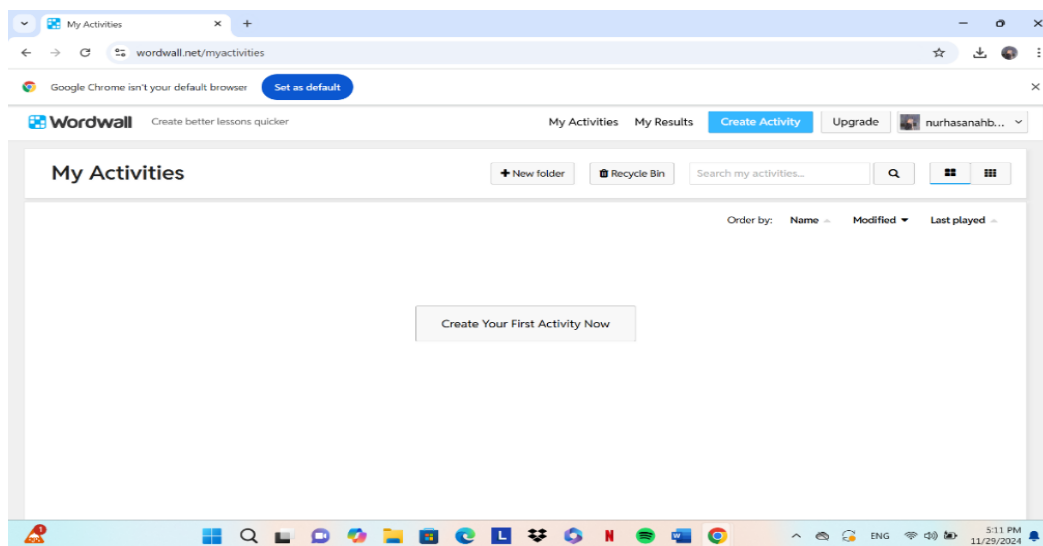 My Activities
wordwall.net/myactivities
Google Chrome isn't your default browser Set as default
Wordwall Create better lessons quicker My Activities My Results Create Activity Upgrade nurhasanahb...
My Activities New folder Recycle Bin Search my activities...
Order by: Name Modified Last played
Create Your First Activity Now
L N ENG 5:11 PM
11/29/2024